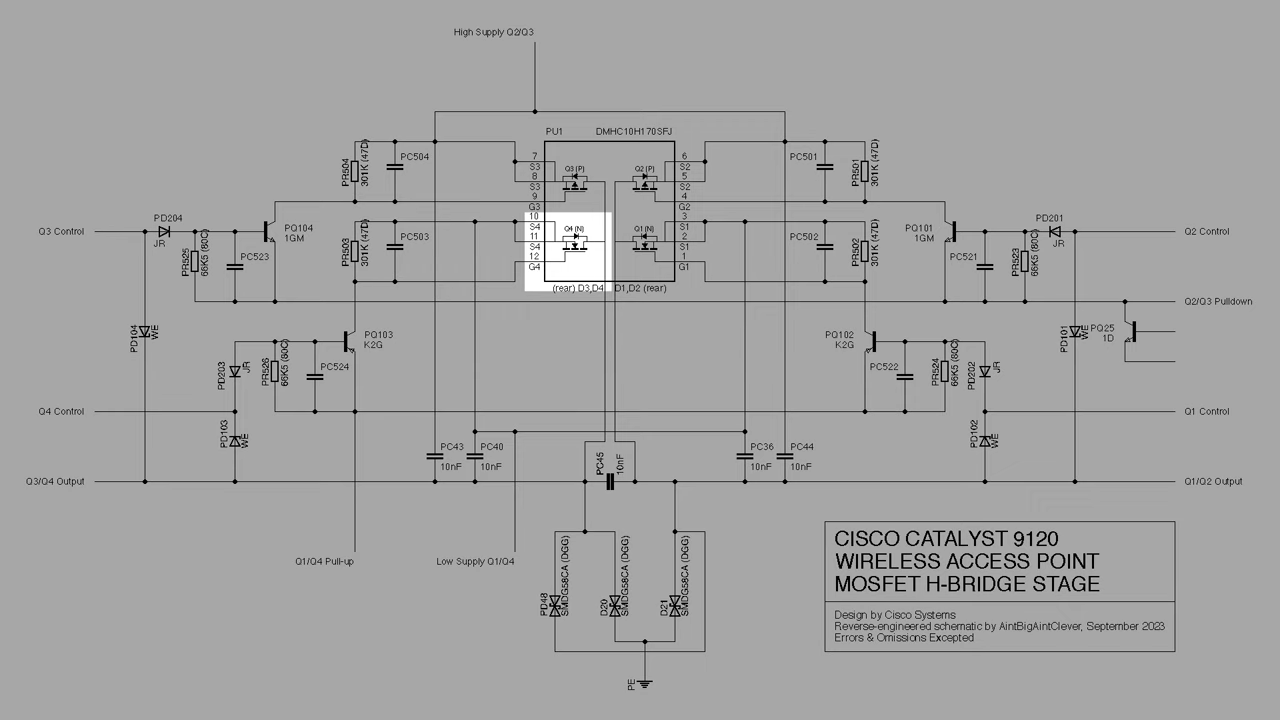 High Supply Q2/Q3
PU1 DMHC10H170SFJ
PR504 301K (47D)
PC504
7
S3
8
S3
9
G3
Q3 (P)
Q2 (P)
6
S2
5
S2
4
G2
PC501
PR501 301K (47D)
Q3 Control
PD204
JR
PR525 66K5 (80C)
PC523
PQ104
1GM
PR503 301K (47D)
PC503
10
S4
11
S4
12
G4
Q4 (N)
Q1 (N)
3
S1
2
S1
1
G1
PC502
PR502 301K (47D)
PQ101
1GM
PC521
PR523 66K5 (80C)
PD201
JR
Q2 Control
(rear) D3,D4
D1,D2 (rear)
Q2/Q3 Pulldown
PD104 WE
PQ103
K2G
PQ102
K2G
PD101 WE
PQ25
1D
PD203 JR
PR526 66K5 (80C)
PC524
PC522
PR524 66K5 (80C)
PD202 JR
Q4 Control
Q1 Control
PD103 WE
PC43
10nF
PC40
10nF
PC45 10nF
PC36
10nF
PC44
10nF
PD102 WE
Q3/Q4 Output
Q1/Q2 Output
Q1/Q4 Pull-up
Low Supply Q1/Q4
PD48 SMDG58CA (DGG)
D20 SMDG58CA (DGG)
D21 SMDG58CA (DGG)
PE
CISCO CATALYST 9120
WIRELESS ACCESS POINT
MOSFET H-BRIDGE STAGE
Design by Cisco Systems
Reverse-engineered schematic by AintBigAintClever, September 2023
Errors & Omissions Excepted